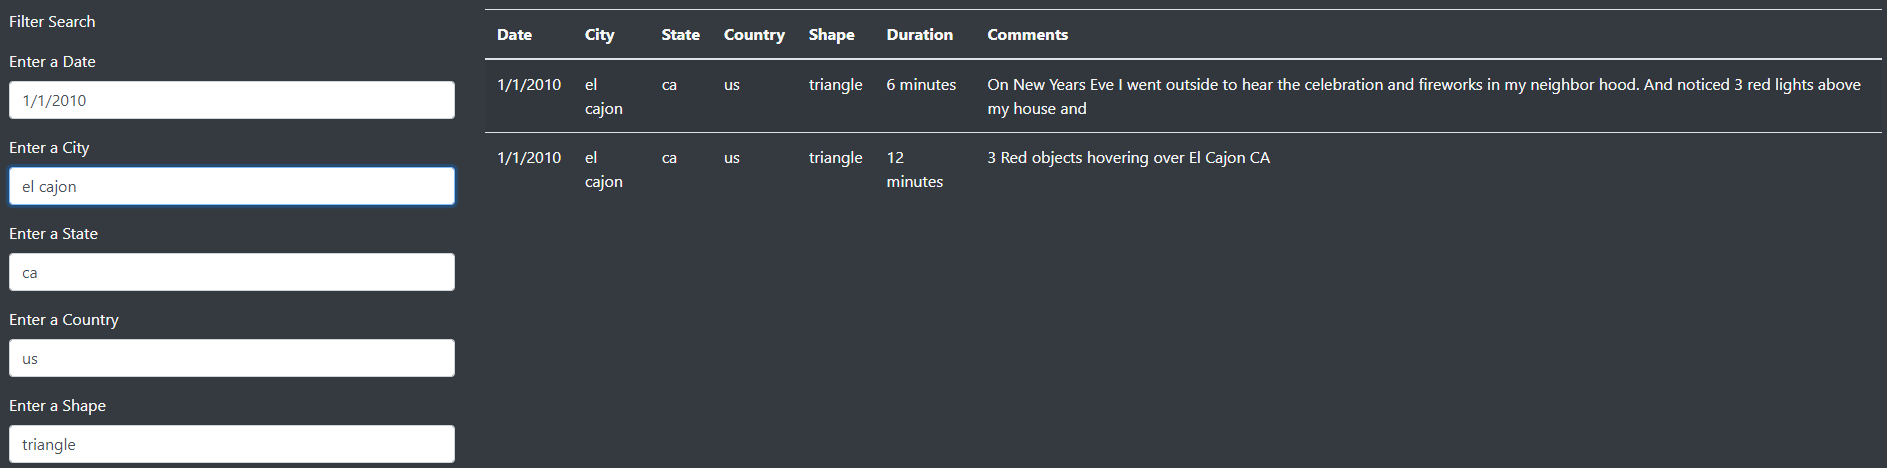 Filter Search
Enter a Date
1/1/2010
Enter a City
el cajon
Enter a State
ca
Enter a Country
us
Enter a Shape
triangle
Date City State Country Shape Duration Comments
1/1/2010 el ca us triangle 6 minutes On New Years Eve I went outside to hear the celebration and fireworks in my neighbor hood. And noticed 3 red lights above
cajon my house and
1/1/2010 el ca us triangle 12 3 Red objects hovering over El Cajon CA
cajon minutes